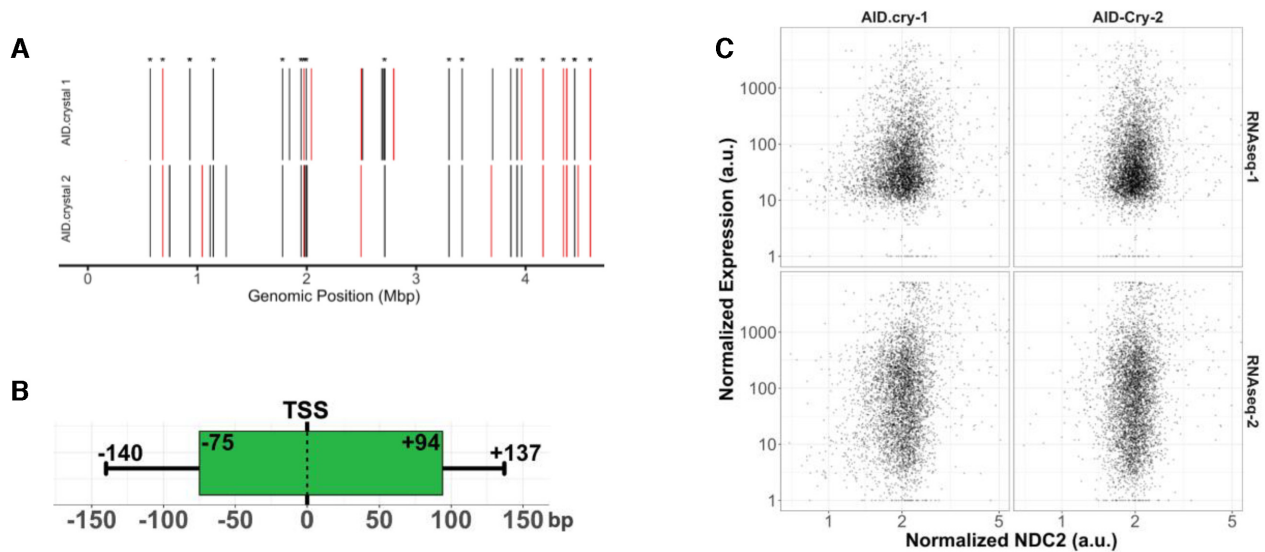 A
AID.crystal 1
AID.crystal 2
* * * * * *** * * * ** * * * *
0 1 2 3 4
Genomic Position (Mbp)
B
TSS
-140 -75 +94 +137
-150 -100 -50 0 50 100 150 bp
C
AID.cry-1 AID-Cry-2
Normalized Expression (a.u.)
1000
100
10
1
RNAseq-1
1000
100
10
1
RNAseq-2
1 2 5 1 2 5
Normalized NDC2 (a.u.)